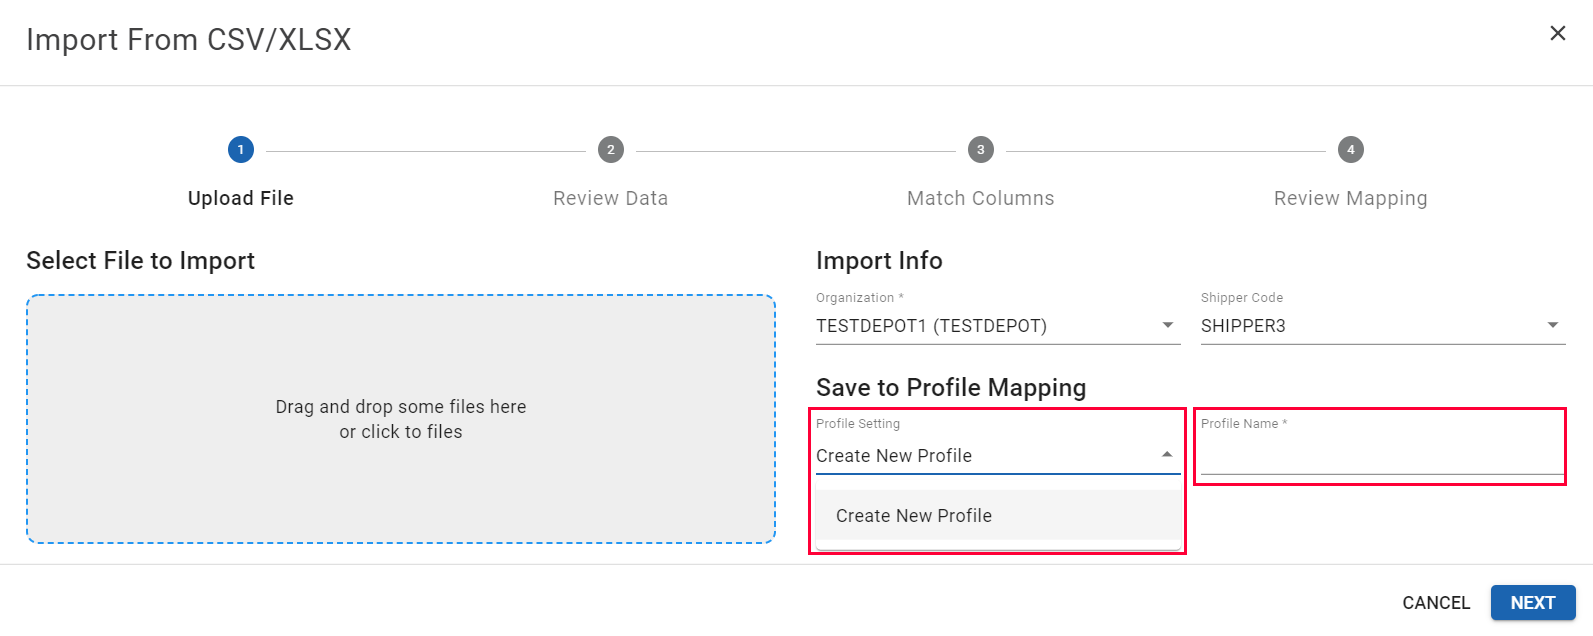 Import From CSV/XLSX
1
2
3
4
Upload File
Review Data
Match Columns
Review Mapping
Select File to Import
Drag and drop some files here
or click to files
Import Info
Organization *
TESTDEPOT1 (TESTDEPOT)
Shipper Code
SHIPPER3
Save to Profile Mapping
Profile Setting
Create New Profile
Create New Profile
Profile Name *
CANCEL
NEXT